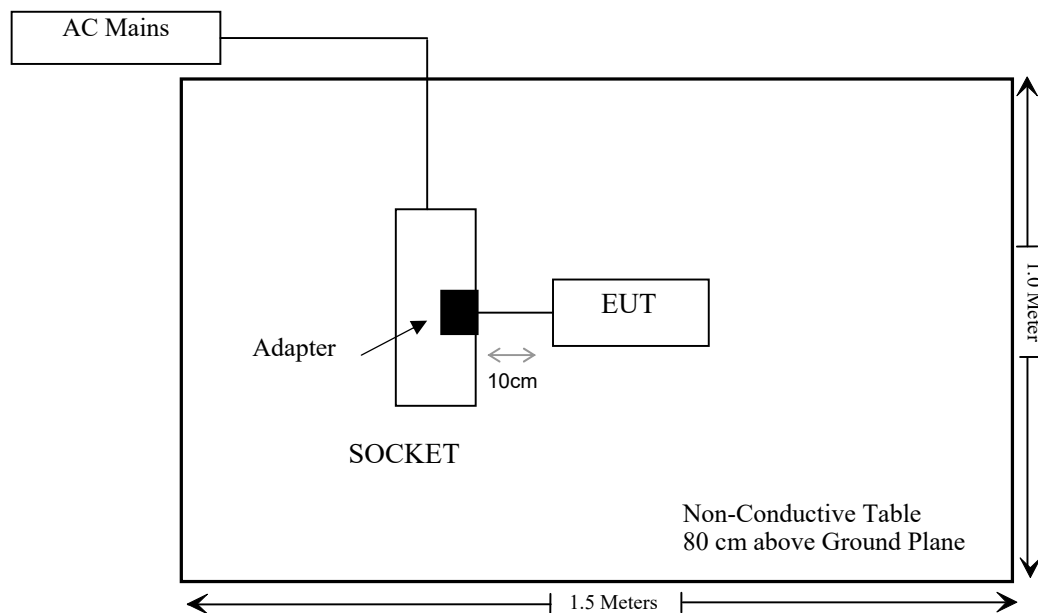 AC Mains
EUT
1.0 Meter
Adapter
10cm
SOCKET
Non-Conductive Table
80 cm above Ground Plane
1.5 Meters